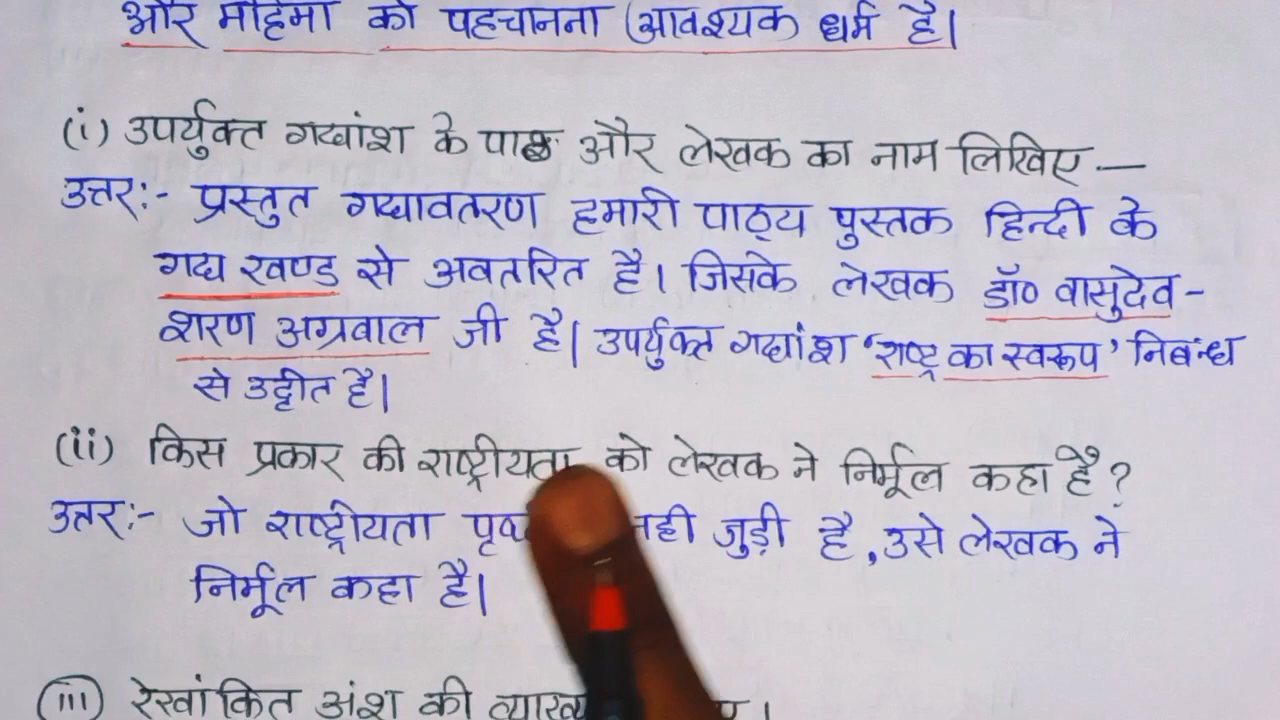 और महिमा को पहचानना (आवश्यक धर्म है।
(i) उपर्युक्त गद्यांश के पाठ और लेखक का नाम लिखिए —
उत्तर:- प्रस्तुत गद्यावतरण हमारी पाठ्य पुस्तक हिन्दी के
गद्य खण्ड से अवतरित है। जिसके लेखक डॉ० वासुदेव-
शरण अग्रवाल जी है। उपर्युक्त गद्यांश 'राष्ट्र का स्वरूप' निबन्ध
से उद्धृीत है।
(ii) किस प्रकार की राष्ट्रीयता को लेखक ने निर्मूल कहा है?
उत्तर:- जो राष्ट्रीयता नही जुड़ी है, उसे लेखक ने
निर्मूल कहा है।
(iii) रेखांकित अंश की